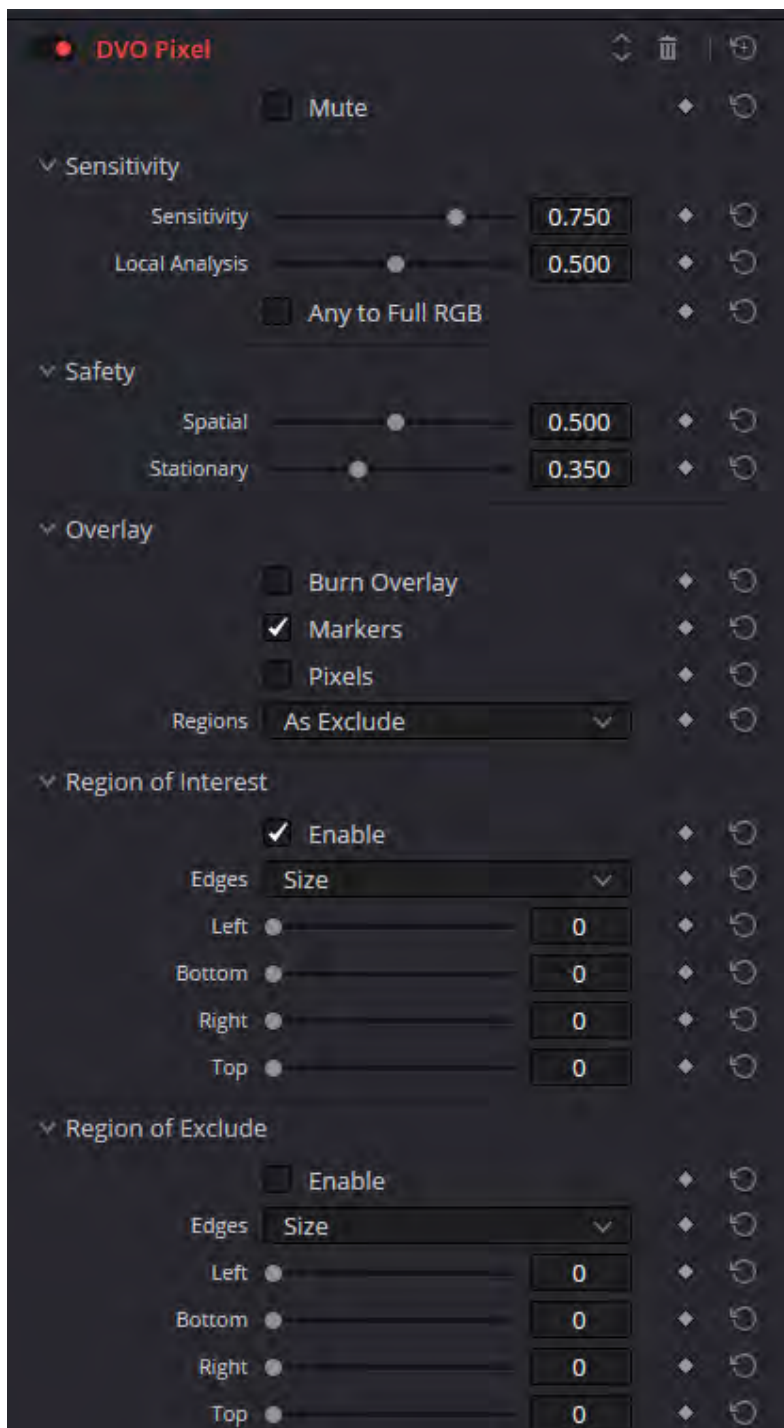 DVO Pixel
Mute
Sensitivity
Sensitivity 0.750
Local Analysis 0.500
Any to Full RGB
Safety
Spatial 0.500
Stationary 0.350
Overlay
Burn Overlay
Markers
Pixels
Regions As Exclude
Region of Interest
Enable
Edges Size
Left 0
Bottom 0
Right 0
Top 0
Region of Exclude
Enable
Edges Size
Left 0
Bottom 0
Right 0
Top 0